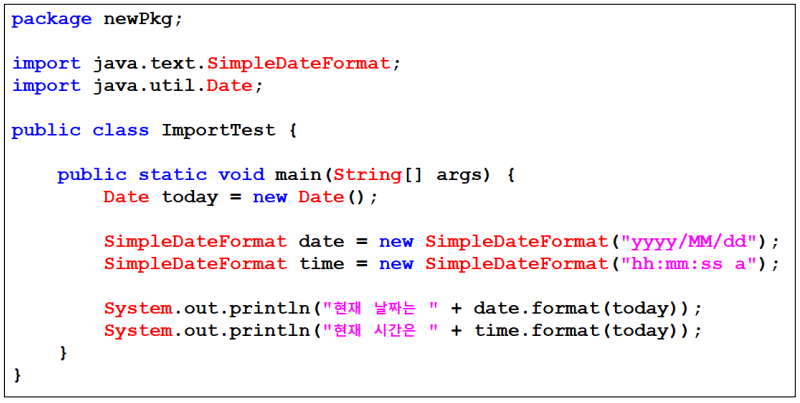 package newPkg;
import java.text.SimpleDateFormat;
import java.util.Date;
public class ImportTest {
    public static void main(String[] args) {
        Date today = new Date();
        SimpleDateFormat date = new SimpleDateFormat("yyyy/MM/dd");
        SimpleDateFormat time = new SimpleDateFormat("hh:mm:ss a");
        System.out.println("현재 날짜는 " + date.format(today));
        System.out.println("현재 시간은 " + time.format(today));
    }
}